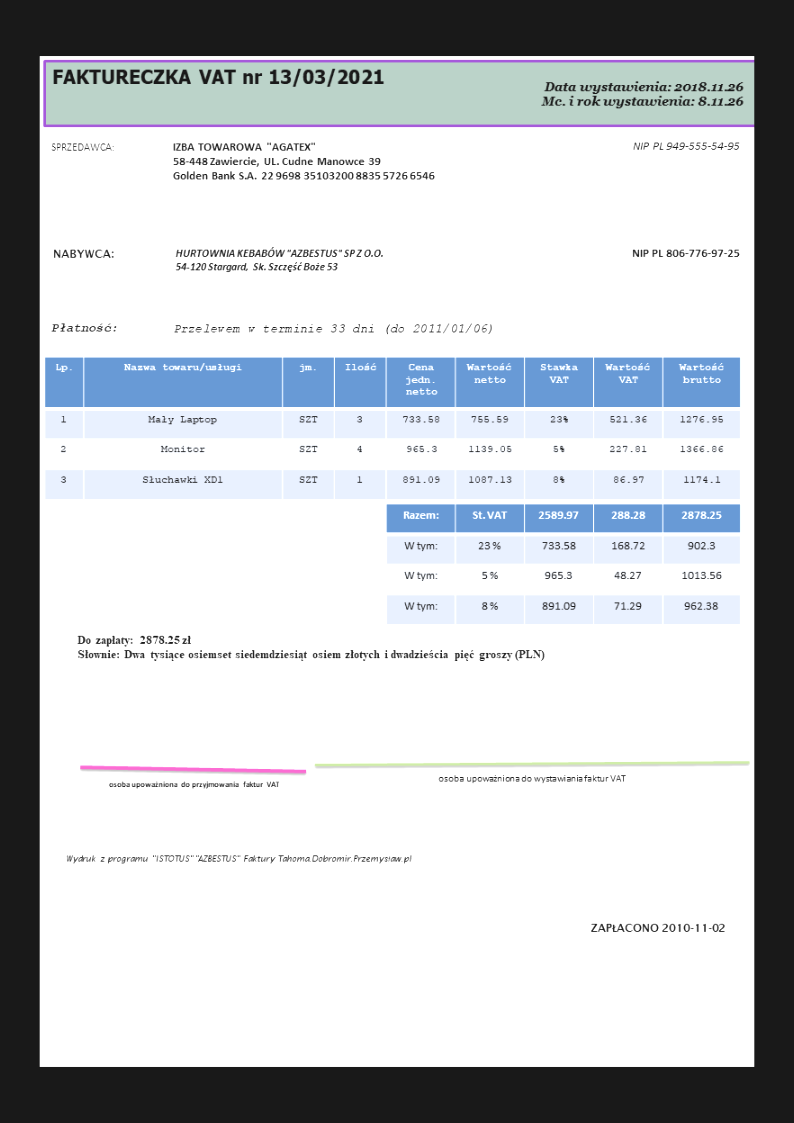 FAKTURECZKA VAT nr 13/03/2021
Data wystawienia: 2018.11.26
Mc. i rok wystawienia: 8.11.26
SPRZEDAWCA: IZBA TOWAROWA "AGATEX" NIP PL 949-555-54-95
58-448 Zawiercie, UL. Cudne Manowce 39
Golden Bank S.A. 22 9698 35103200 8835 5726 6546
NABYWCA: HURTOWNIA KEBABÓW "AZBESTUS" SP Z O.O. NIP PL 806-776-97-25
54-120 Stargard, Sk. Szczęść Boże 53
Płatność: Przelewem w terminie 33 dni (do 2011/01/06)
Lp. Nazwa towaru/usługi jm. Ilość Cena jedn. netto Wartość netto Stawka VAT Wartość VAT Wartość brutto
1 Mały Laptop SZT 3 733.58 755.59 23% 521.36 1276.95
2 Monitor SZT 4 965.3 1139.05 5% 227.81 1366.86
3 Słuchawki XD1 SZT 1 891.09 1087.13 8% 86.97 1174.1
Razem: St. VAT 2589.97 288.28 2878.25
W tym: 23 % 733.58 168.72 902.3
W tym: 5 % 965.3 48.27 1013.56
W tym: 8 % 891.09 71.29 962.38
Do zapłaty: 2878.25 zł
Słownie: Dwa tysiące osiemset siedemdziesiąt osiem złotych i dwadzieścia pięć groszy (PLN)
osoba upoważniona do przyjmowania faktur VAT
osoba upoważniona do wystawiania faktur VAT
Wydruk z programu "ISTOTUS" "AZBESTUS" Faktury Tahoma.Dobromir.Przemysław.pl
ZAPŁACONO 2010-11-02